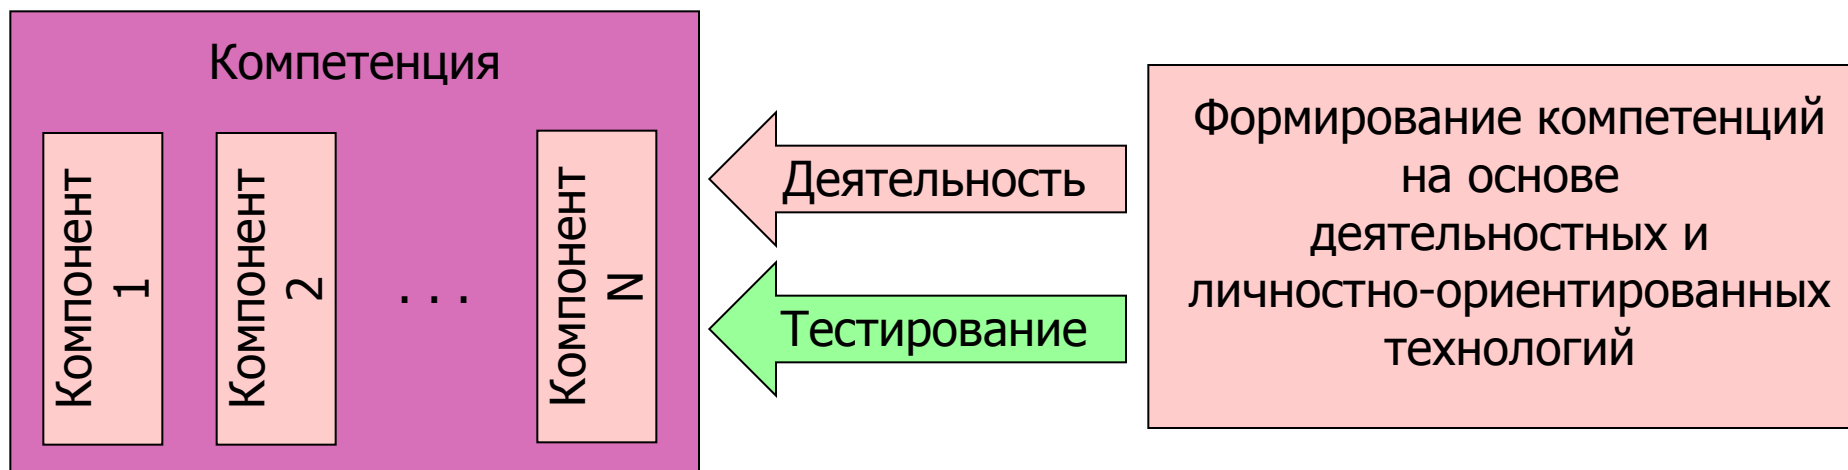 Компетенция
Компонент
1
Компонент
2
. . .
Компонент
N
Деятельность
Тестирование
Формирование компетенций
на основе
деятельностных и
личностно-ориентированных
технологий